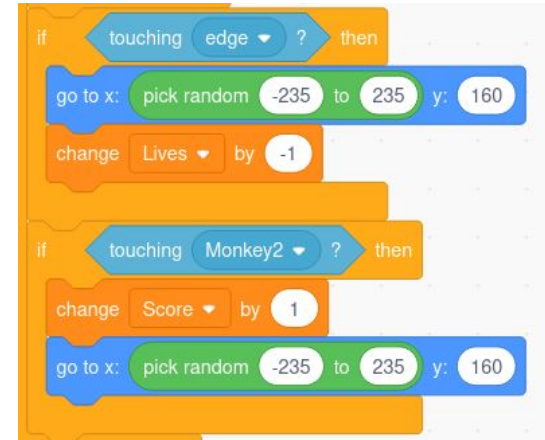 if touching edge ? then
go to x: pick random -235 to 235 y: 160
change Lives by -1
if touching Monkey2 ? then
change Score by 1
go to x: pick random -235 to 235 y: 160